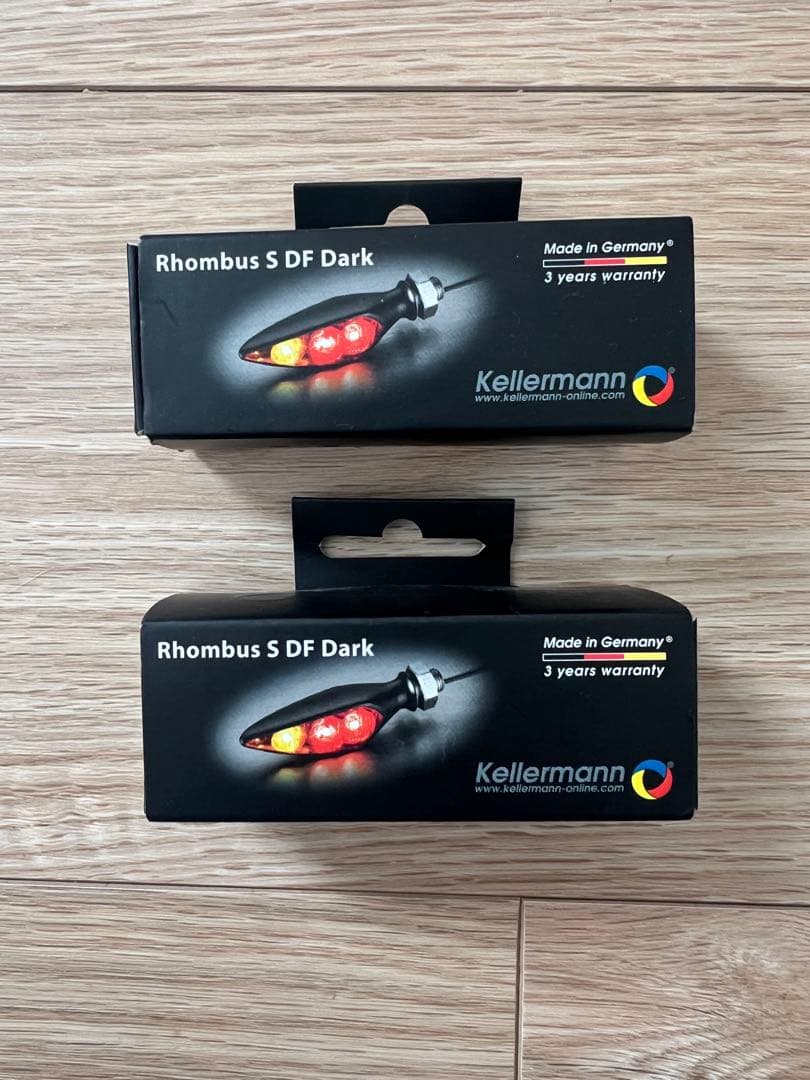 Rhombus S DF Dark
Made in Germany®
3 years warranty
Kellermann ®
www.kellermann-online.com
Rhombus S DF Dark
Made in Germany®
3 years warranty
Kellermann ®
www.kellermann-online.com